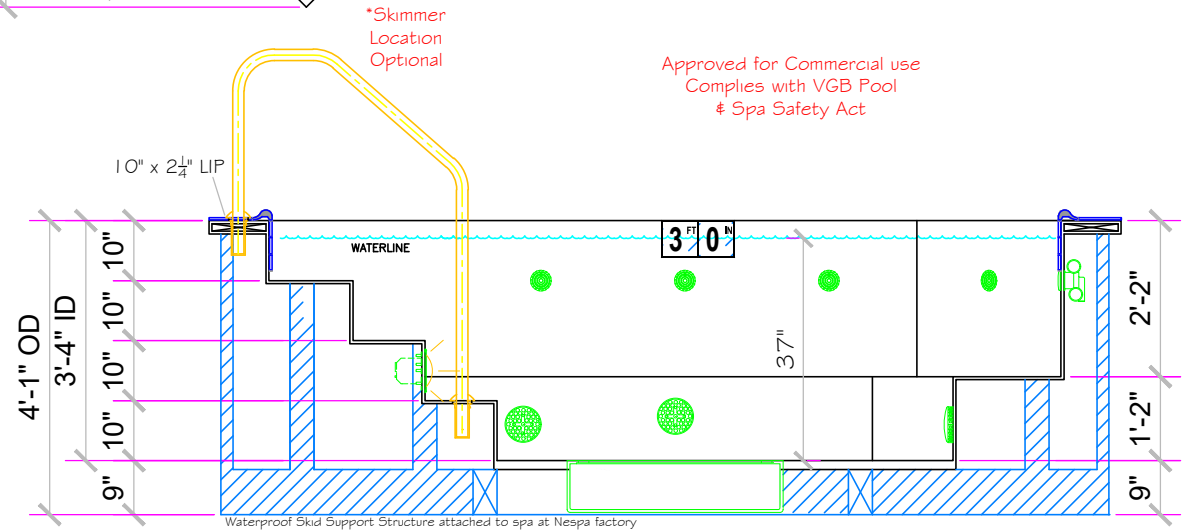 *Skimmer
Location
Optional
Approved for Commercial use
Complies with VGB Pool
& Spa Safety Act
10" x 2¼" LIP
WATERLINE
3 FT 0 IN
4'-1" OD
3'-4" ID
10"
10"
10"
10"
9"
37"
2'-2"
1'-2"
9"
Waterproof Skid Support Structure attached to spa at Nespa factory